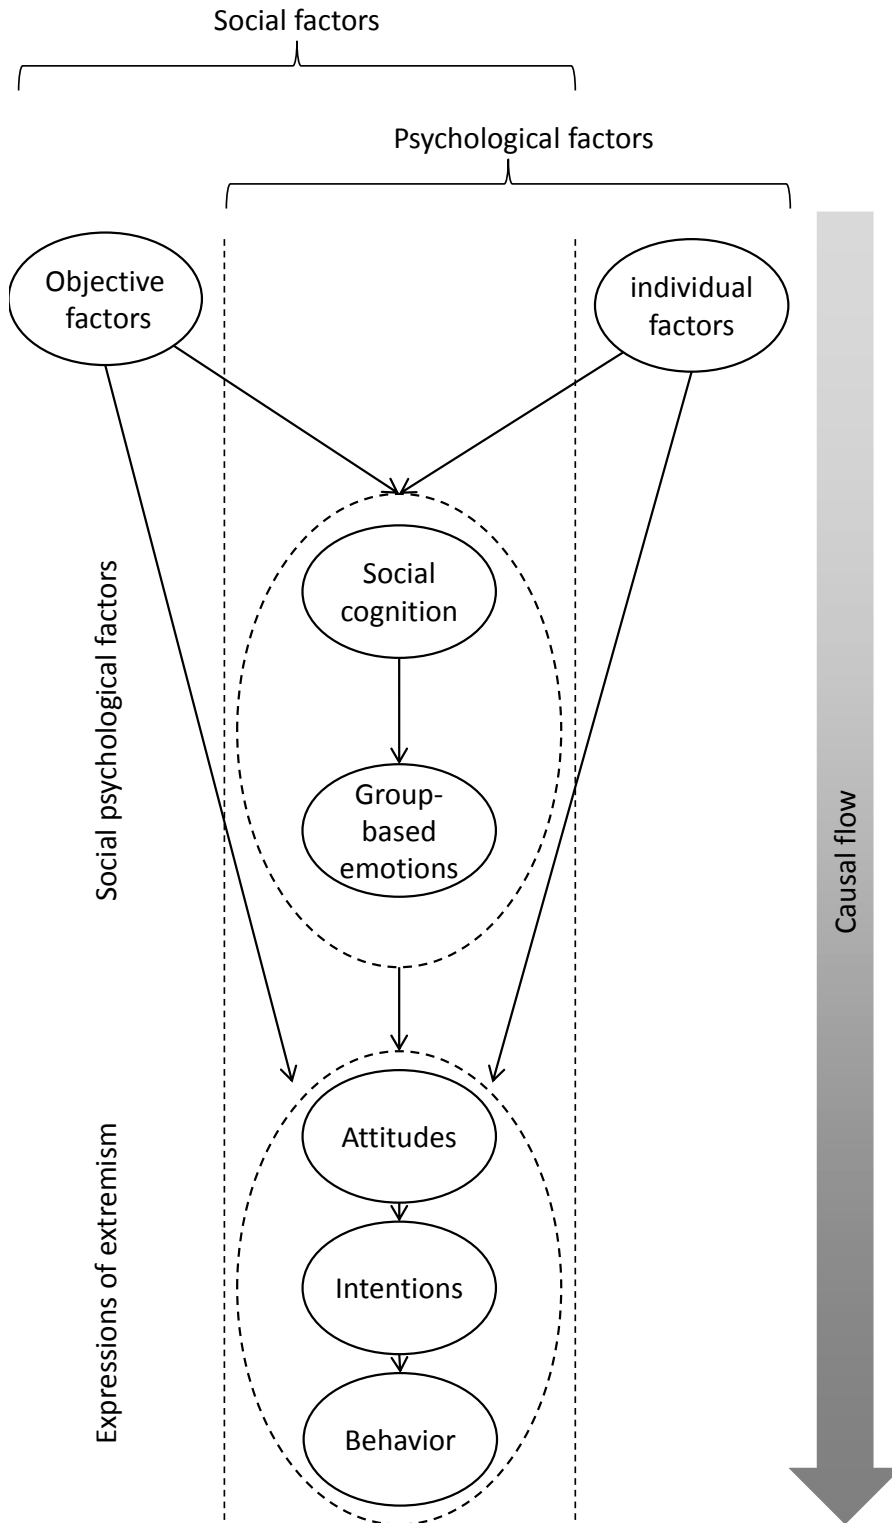 Social factors
Psychological factors
Objective
factors
individual
factors
Social
cognition
Social psychological factors
Group-
based
emotions
Causal flow
Attitudes
Expressions of extremism
Intentions
Behavior